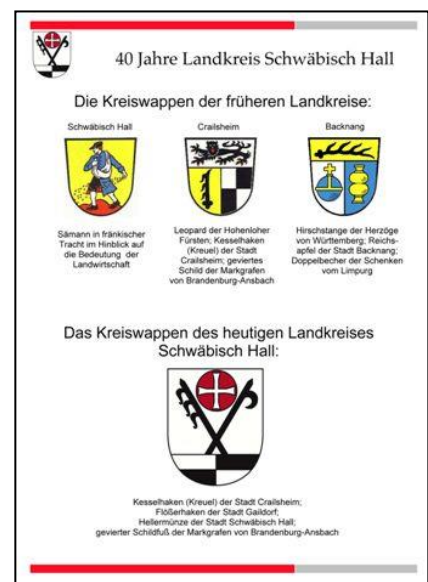 40 Jahre Landkreis Schwäbisch Hall
Die Kreiswappen der früheren Landkreise:
Schwäbisch Hall
Sämann in fränkischer
Tracht im Hinblick auf
die Bedeutung der
Landwirtschaft
Crailsheim
Leopard der Hohenloher
Fürsten; Kesselhaken
(Kreuel) der Stadt
Crailsheim; geviertes
Schild der Markgrafen
von Brandenburg-Ansbach
Backnang
Hirschstange der Herzöge
von Württemberg; Reichs-
apfel der Stadt Backnang;
Doppelbecher der Schenken
vom Limpurg
Das Kreiswappen des heutigen Landkreises
Schwäbisch Hall:
Kesselhaken (Kreuel) der Stadt Crailsheim;
Flößerhaken der Stadt Gaildorf;
Hellermünze der Stadt Schwäbisch Hall;
gevierter Schildfuß der Markgrafen von Brandenburg-Ansbach